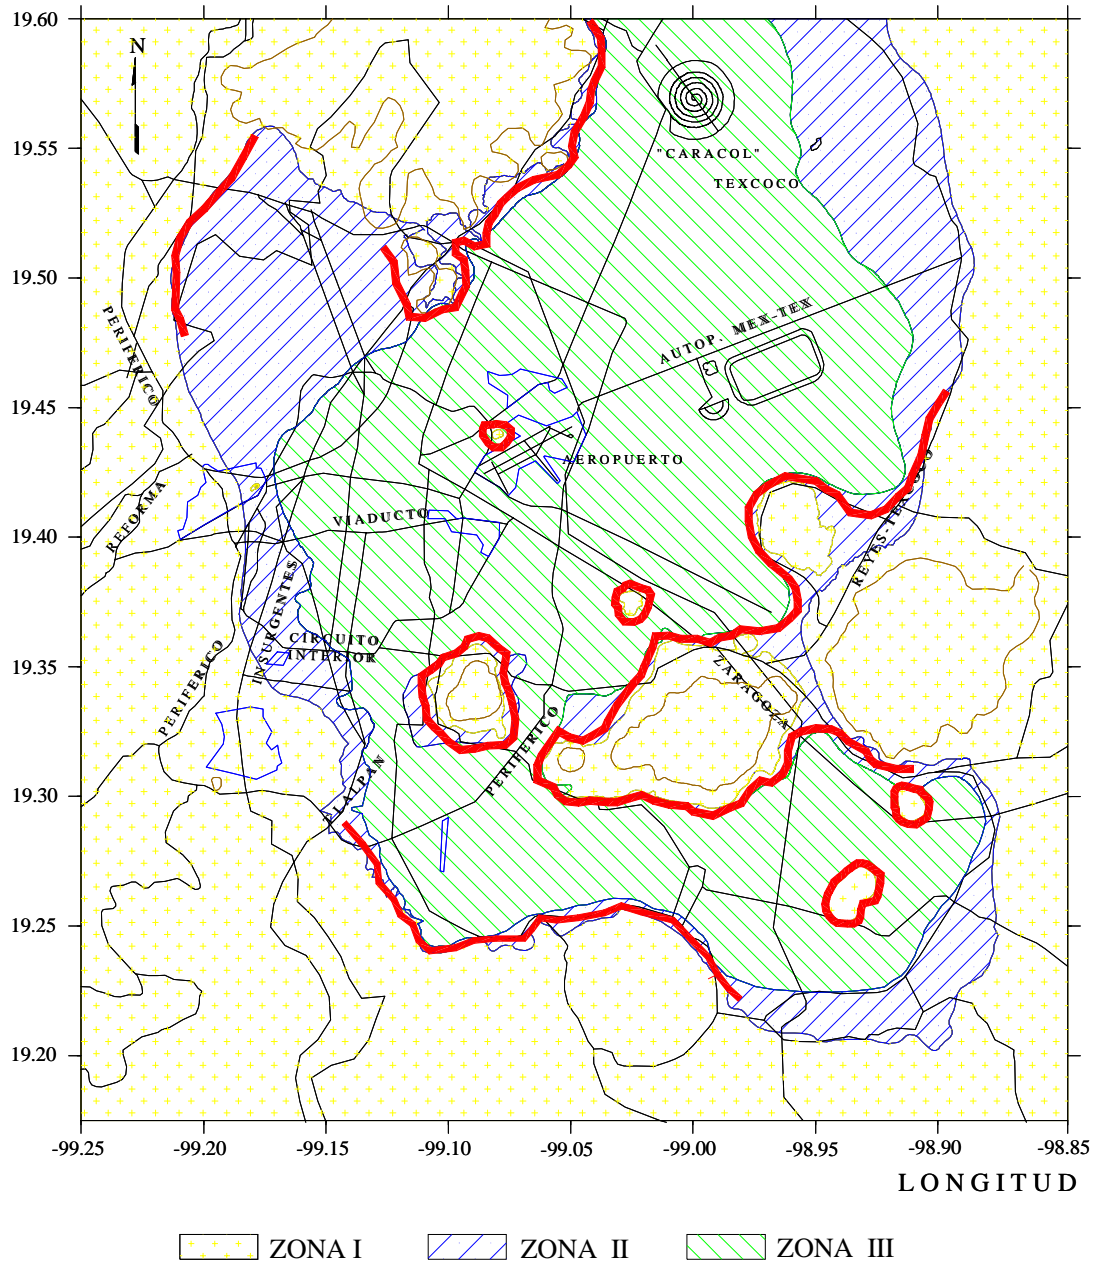 19.60
N
19.55
"CARACOL"
TEXCOCO
19.50
PERIFERICO
AUTOP. MEX-TEX
19.45
AEROPUERTO
REFORMA
VIADUCTO
19.40
INSURGENTES
CIRCUITO
INTERIOR
19.35
PERIFERICO
ZARAGOZA
PERIFERICO
TLALPAN
19.30
19.25
19.20
-99.25 -99.20 -99.15 -99.10 -99.05 -99.00 -98.95 -98.90 -98.85
LONGITUD
ZONA I ZONA II ZONA III